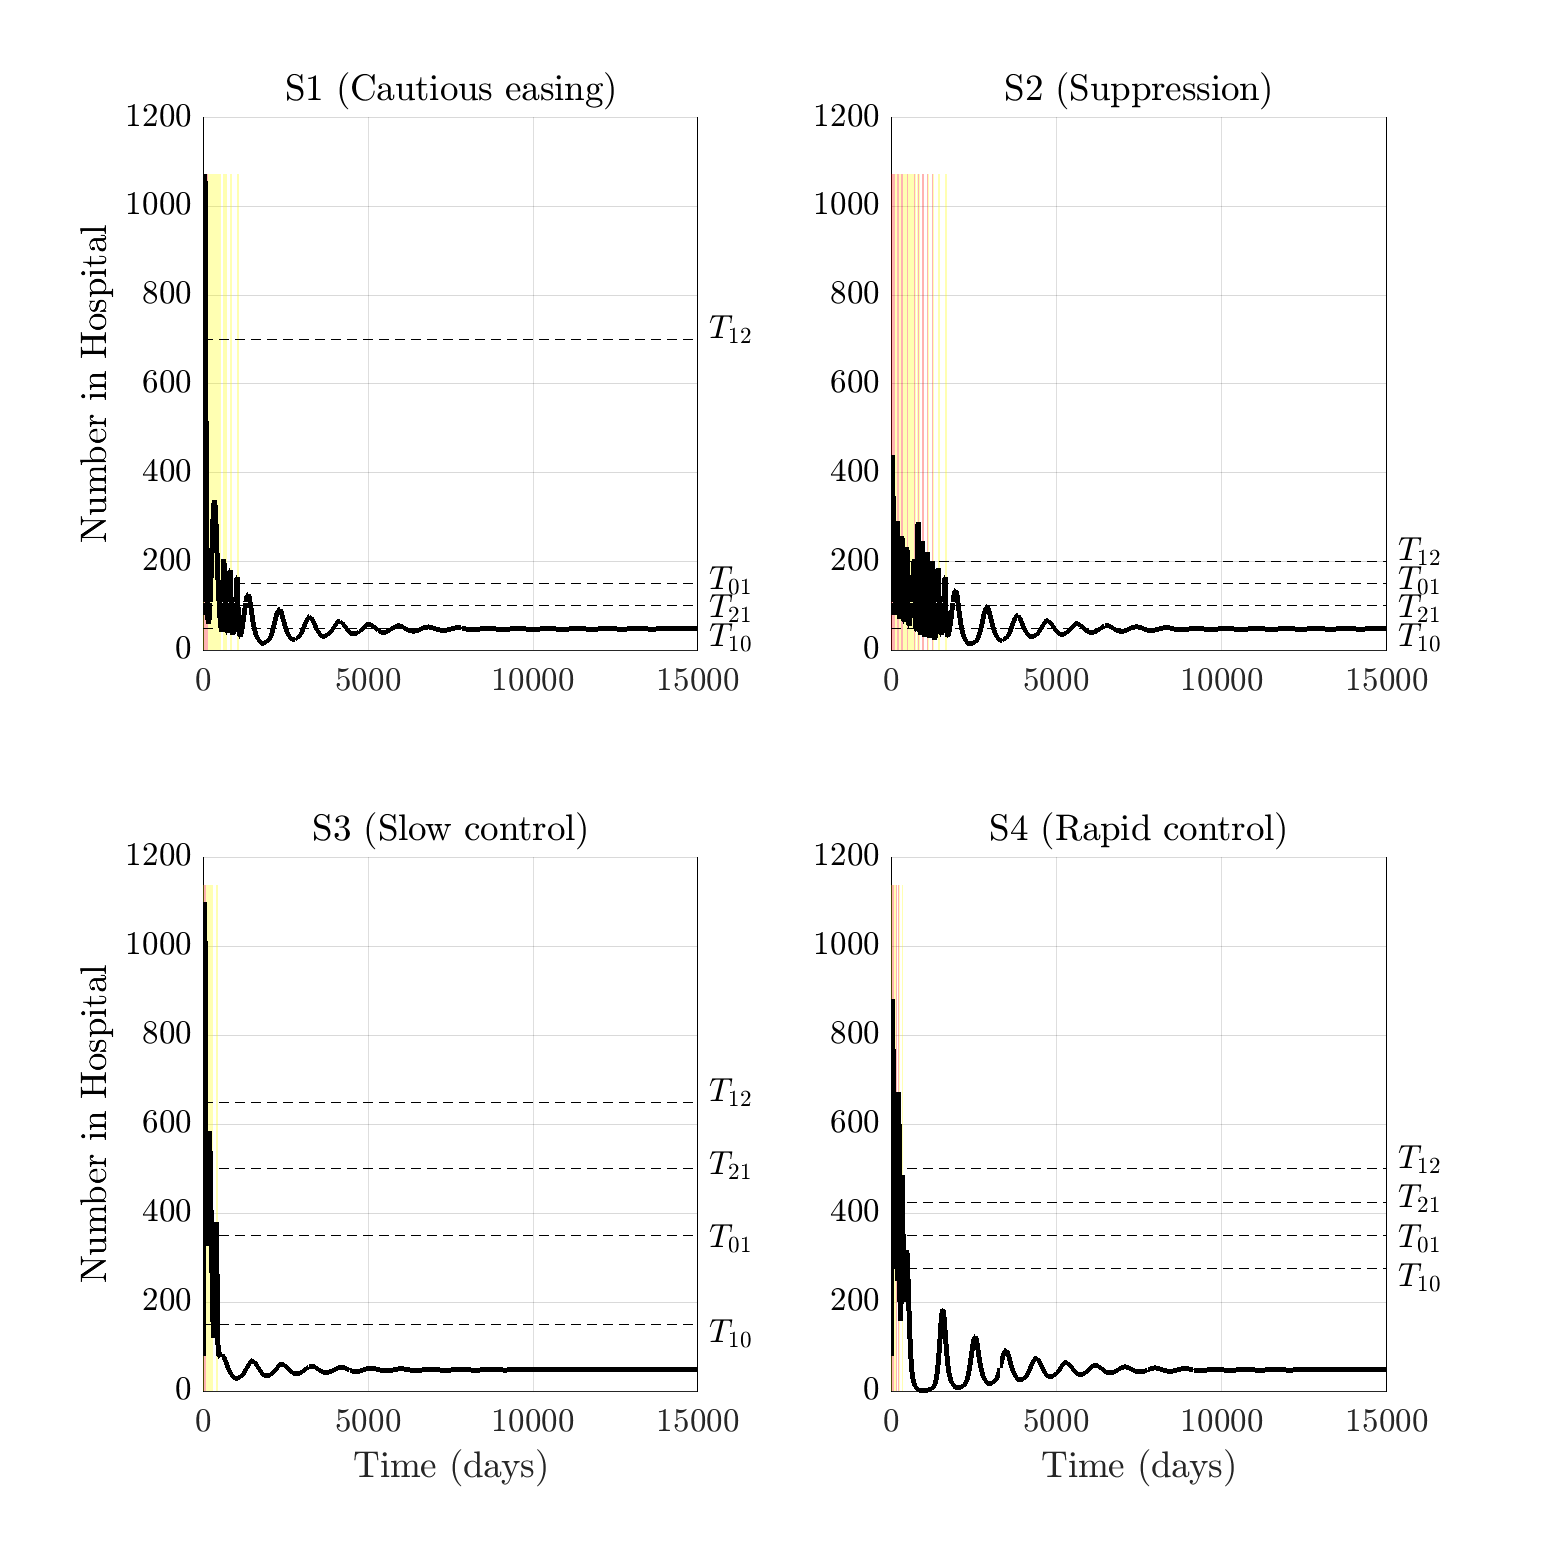 S1 (Cautious easing)
1200
1000
800
600
400
200
0
Number in Hospital
T12
T01
T21
T10
0 5000 10000 15000
S2 (Suppression)
1200
1000
800
600
400
200
0
T12
T01
T21
T10
0 5000 10000 15000
S3 (Slow control)
1200
1000
800
600
400
200
0
Number in Hospital
T12
T21
T01
T10
0 5000 10000 15000
Time (days)
S4 (Rapid control)
1200
1000
800
600
400
200
0
T12
T21
T01
T10
0 5000 10000 15000
Time (days)